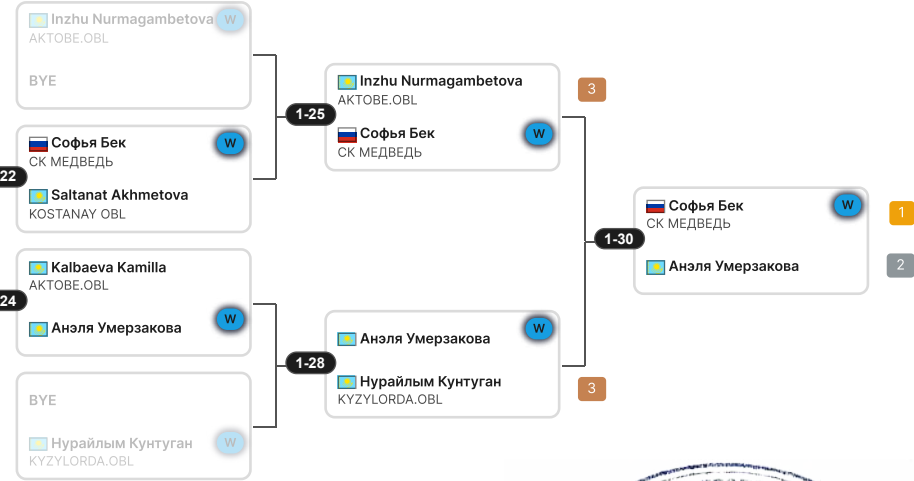 Inzhu Nurmagambetova W
AKTOBE.OBL
BYE
22
Софья Бек W
СК МЕДВЕДЬ
Saltanat Akhmetova
KOSTANAY OBL
24
Kalbaeva Kamilla
AKTOBE.OBL
Анэля Умерзакова W
BYE
Нурайлым Кунтуган W
KYZYLORDA.OBL
1-25
Inzhu Nurmagambetova
AKTOBE.OBL
3
Софья Бек W
СК МЕДВЕДЬ
1-28
Анэля Умерзакова W
Нурайлым Кунтуган
KYZYLORDA.OBL
3
1-30
Софья Бек W
СК МЕДВЕДЬ
1
Анэля Умерзакова
2